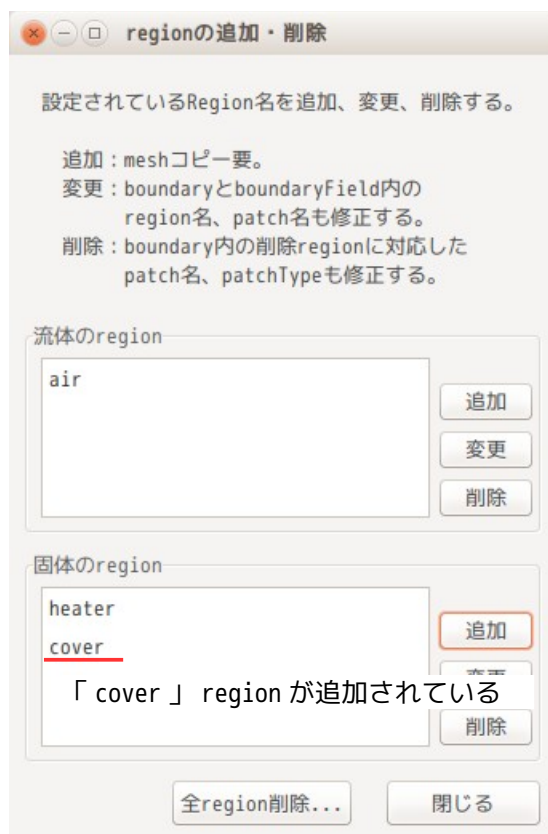 regionの追加・削除
設定されているRegion名を追加、変更、削除する。
追加：meshコピー要。
変更：boundaryとboundaryField内の
region名、patch名も修正する。
削除：boundary内の削除regionに対応した
patch名、patchTypeも修正する。
流体のregion
air
追加
変更
削除
固体のregion
heater
追加
cover
「 cover 」 region が追加されている
削除
全region削除...
閉じる